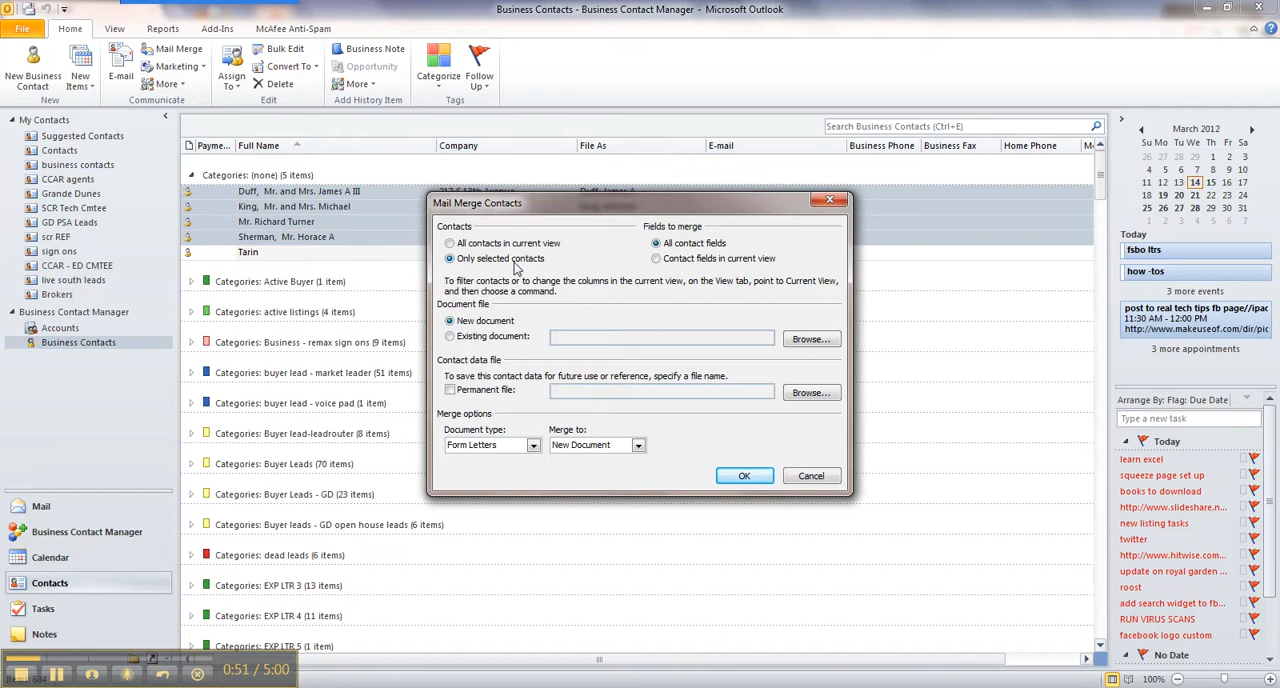 Business Contacts - Business Contact Manager - Microsoft Outlook
File Home View Reports Add-Ins McAfee Anti-Spam
New Business Contact
New Items
New
E-mail
Mail Merge
Marketing
More
Communicate
Assign To
Bulk Edit
Convert To
Delete
Edit
Business Note
Opportunity
More
Add History Item
Categorize
Follow Up
Tags
My Contacts
Suggested Contacts
Contacts
business contacts
CCAR agents
Grande Dunes
SCR Tech Cmtee
GD PSA Leads
scr REF
sign ons
CCAR - ED CMTEE
live south leads
Brokers
Business Contact Manager
Accounts
Business Contacts
Mail
Business Contact Manager
Calendar
Contacts
Tasks
Notes
0:51 / 5:00
Search Business Contacts (Ctrl+E)
Payme... Full Name Company File As E-mail Business Phone Business Fax Home Phone
Categories: (none) (5 items)
Duff, Mr. and Mrs. James A III
King, Mr. and Mrs. Michael
Mr. Richard Turner
Sherman, Mr. Horace A
Tarin
Categories: Active Buyer (1 item)
Categories: active listings (4 items)
Categories: Business - remax sign ons (9 items)
Categories: buyer lead - market leader (51 items)
Categories: buyer lead - voice pad (1 item)
Categories: Buyer lead-leadrouter (8 items)
Categories: Buyer Leads (70 items)
Categories: Buyer Leads - GD (23 items)
Categories: Buyer leads - GD open house leads (6 items)
Categories: dead leads (6 items)
Categories: EXP LTR 3 (13 items)
Categories: EXP LTR 4 (11 items)
Categories: EXP LTR 5 (1 item)
Mail Merge Contacts
Contacts
All contacts in current view
Only selected contacts
Fields to merge
All contact fields
Contact fields in current view
To filter contacts or to change the columns in the current view, on the View tab, point to Current View,
and then choose a command.
Document file
New document
Existing document:
Browse...
Contact data file
To save this contact data for future use or reference, specify a file name.
Permanent file:
Browse...
Merge options
Document type: Merge to:
Form Letters New Document
OK Cancel
March 2012
Su Mo Tu We Th Fr Sa
26 27 28 29 1 2 3
4 5 6 7 8 9 10
11 12 13 14 15 16 17
18 19 20 21 22 23 24
25 26 27 28 29 30 31
1 2 3 4 5 6 7
Today
fsbo ltrs
how -tos
3 more events
post to real tech tips fb page//ipac
11:30 AM - 12:00 PM
http://www.makeuseof.com/dir/pic
3 more appointments
Arrange By: Flag: Due Date
Type a new task
Today
learn excel
squeeze page set up
books to download
http://www.slideshare.n...
new listing tasks
twitter
http://www.hitwise.com...
update on royal garden ...
roost
add search widget to fb...
RUN VIRUS SCANS
facebook logo custom
No Date
100%